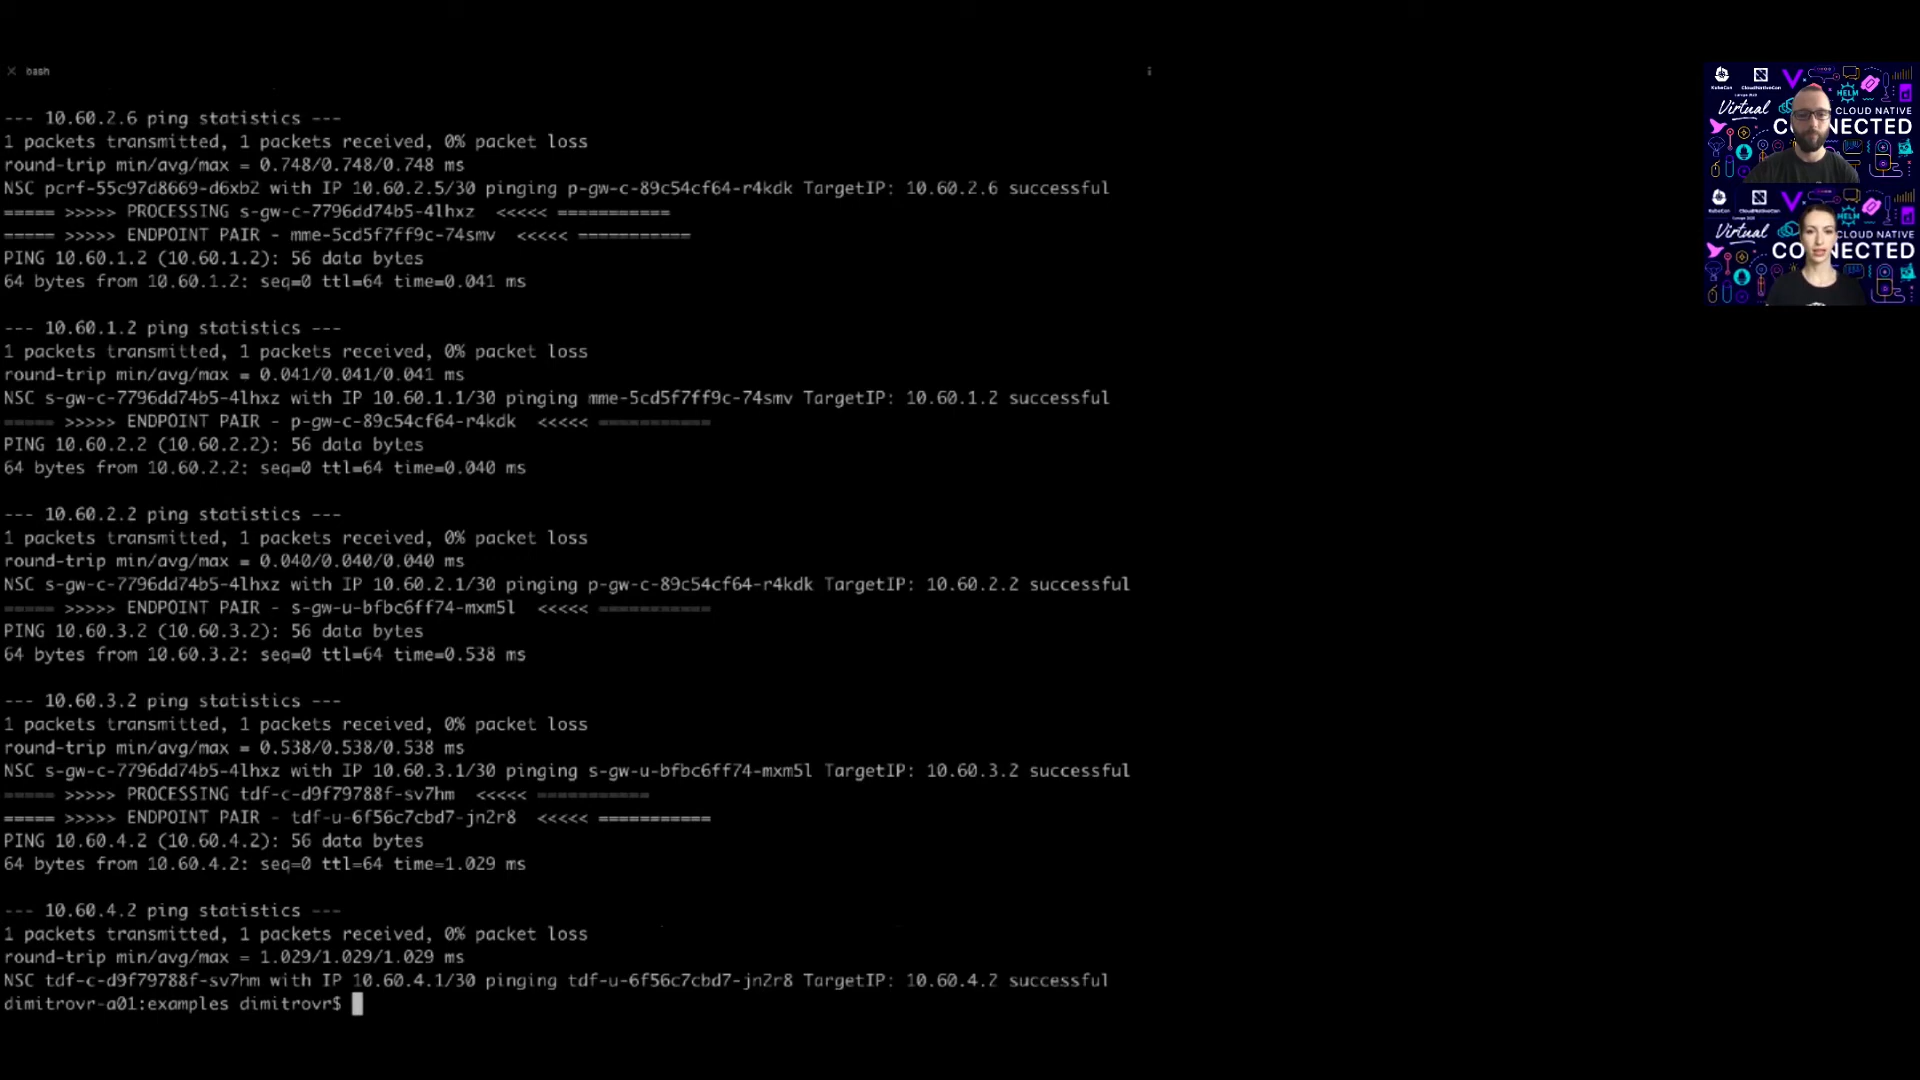 bash
--- 10.60.2.6 ping statistics ---
1 packets transmitted, 1 packets received, 0% packet loss
round-trip min/avg/max = 0.748/0.748/0.748 ms
NSC pcrf-55c97d8669-d6xb2 with IP 10.60.2.5/30 pinging p-gw-c-89c54cf64-r4kdk TargetIP: 10.60.2.6 successful
===== >>>>> PROCESSING s-gw-c-7796dd74b5-4lhxz  <<<<< ===========
===== >>>>> ENDPOINT PAIR - mme-5cd5f7ff9c-74smv  <<<<< ===========
PING 10.60.1.2 (10.60.1.2): 56 data bytes
64 bytes from 10.60.1.2: seq=0 ttl=64 time=0.041 ms
--- 10.60.1.2 ping statistics ---
1 packets transmitted, 1 packets received, 0% packet loss
round-trip min/avg/max = 0.041/0.041/0.041 ms
NSC s-gw-c-7796dd74b5-4lhxz with IP 10.60.1.1/30 pinging mme-5cd5f7ff9c-74smv TargetIP: 10.60.1.2 successful
===== >>>>> ENDPOINT PAIR - p-gw-c-89c54cf64-r4kdk  <<<<< ===========
PING 10.60.2.2 (10.60.2.2): 56 data bytes
64 bytes from 10.60.2.2: seq=0 ttl=64 time=0.040 ms
--- 10.60.2.2 ping statistics ---
1 packets transmitted, 1 packets received, 0% packet loss
round-trip min/avg/max = 0.040/0.040/0.040 ms
NSC s-gw-c-7796dd74b5-4lhxz with IP 10.60.2.1/30 pinging p-gw-c-89c54cf64-r4kdk TargetIP: 10.60.2.2 successful
===== >>>>> ENDPOINT PAIR - s-gw-u-bfbc6ff74-mxm5l  <<<<< ===========
PING 10.60.3.2 (10.60.3.2): 56 data bytes
64 bytes from 10.60.3.2: seq=0 ttl=64 time=0.538 ms
--- 10.60.3.2 ping statistics ---
1 packets transmitted, 1 packets received, 0% packet loss
round-trip min/avg/max = 0.538/0.538/0.538 ms
NSC s-gw-c-7796dd74b5-4lhxz with IP 10.60.3.1/30 pinging s-gw-u-bfbc6ff74-mxm5l TargetIP: 10.60.3.2 successful
===== >>>>> PROCESSING tdf-c-d9f79788f-sv7hm  <<<<< ===========
===== >>>>> ENDPOINT PAIR - tdf-u-6f56c7cbd7-jn2r8  <<<<< ===========
PING 10.60.4.2 (10.60.4.2): 56 data bytes
64 bytes from 10.60.4.2: seq=0 ttl=64 time=1.029 ms
--- 10.60.4.2 ping statistics ---
1 packets transmitted, 1 packets received, 0% packet loss
round-trip min/avg/max = 1.029/1.029/1.029 ms
NSC tdf-c-d9f79788f-sv7hm with IP 10.60.4.1/30 pinging tdf-u-6f56c7cbd7-jn2r8 TargetIP: 10.60.4.2 successful
dimitrovr-a01:examples dimitrovr$
KubeCon CloudNativeCon
Virtual
HELM
CLOUD NATIVE
C NNECTED
KubeCon CloudNativeCon
Virtual
HELM
CLOUD NATIVE
CO NECTED